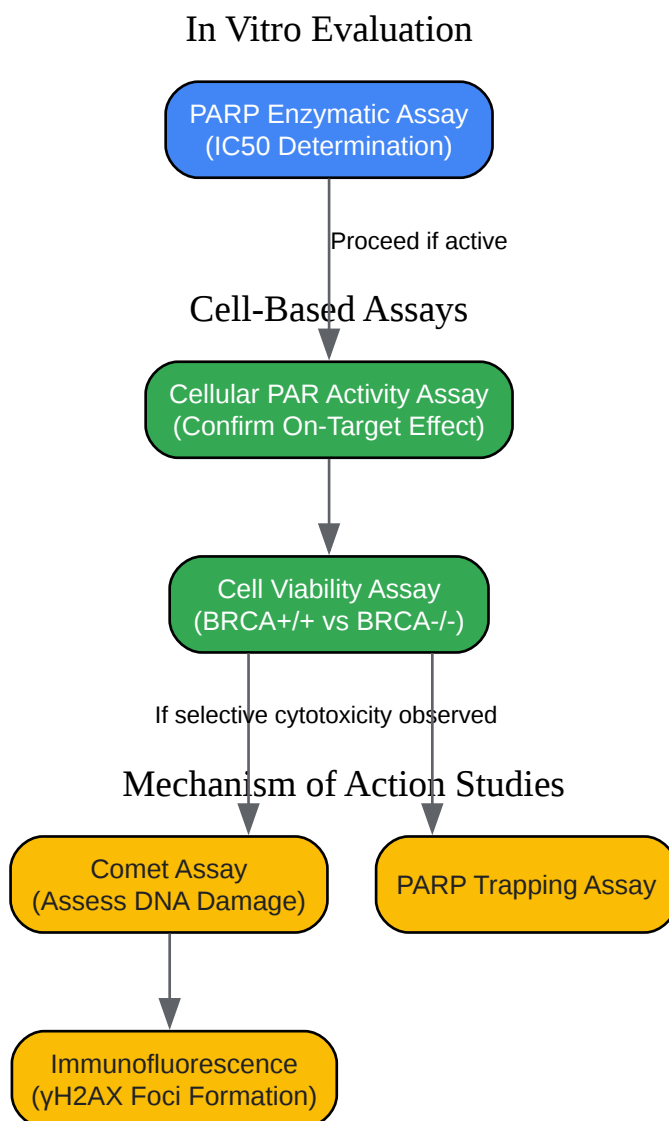 In Vitro Evaluation
PARP Enzymatic Assay
(IC50 Determination)
Proceed if active
Cell-Based Assays
Cellular PAR Activity Assay
(Confirm On-Target Effect)
Cell Viability Assay
(BRCA+/+ vs BRCA-/-)
If selective cytotoxicity observed
Mechanism of Action Studies
Comet Assay
(Assess DNA Damage)
PARP Trapping Assay
Immunofluorescence
(γH2AX Foci Formation)